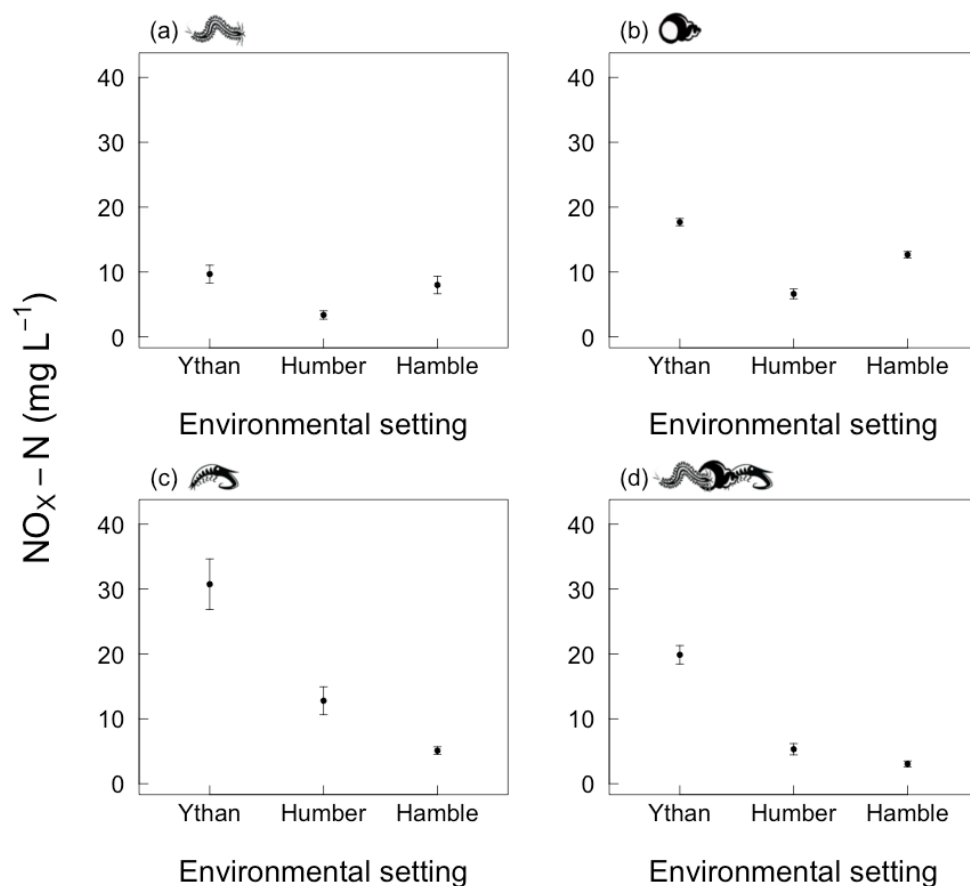 (a)
40
30
20
10
0
Ythan Humber Hamble
Environmental setting
(b)
40
30
20
10
0
Ythan Humber Hamble
Environmental setting
NOX − N (mg L−1)
(c)
40
30
20
10
0
Ythan Humber Hamble
Environmental setting
(d)
40
30
20
10
0
Ythan Humber Hamble
Environmental setting